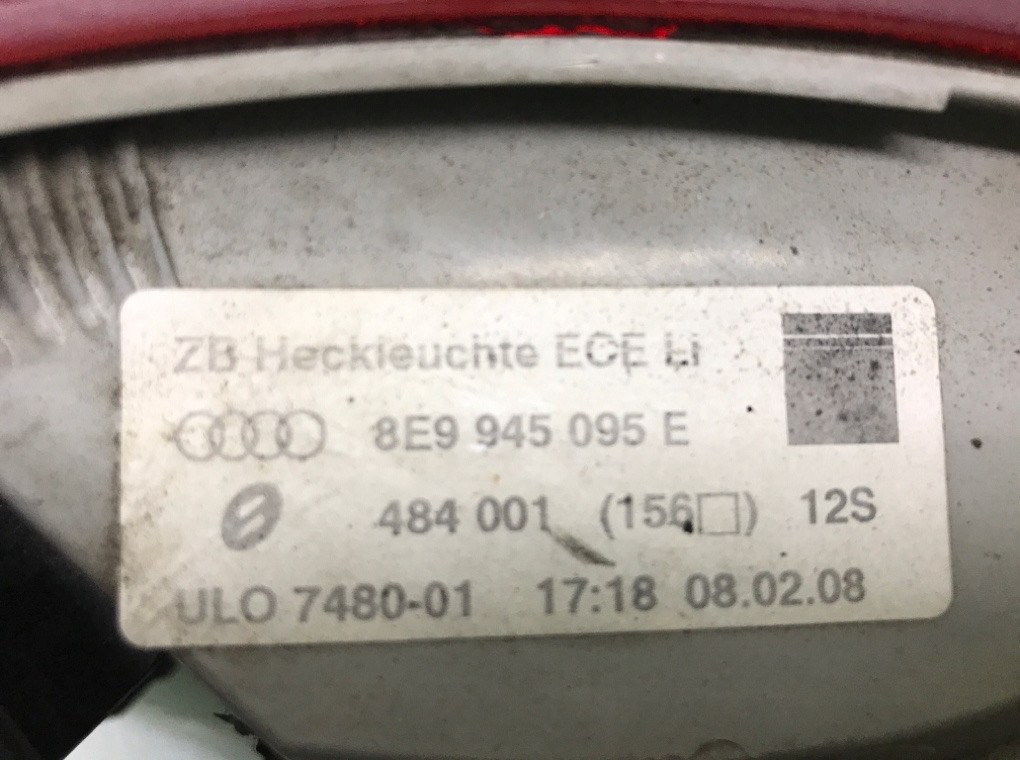 ZB Heckleuchte ECE Li
8E9 945 095 E
484 001 (156□) 12S
ULO 7480-01 17:18 08.02.08